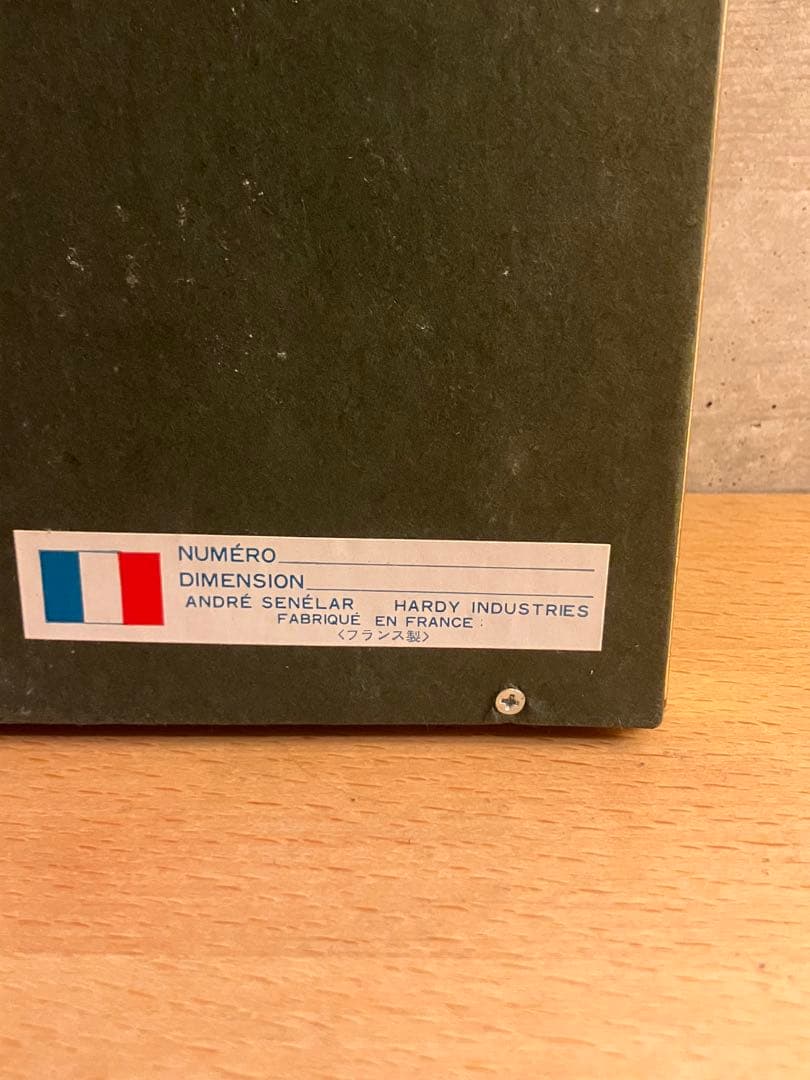 NUMÉRO
DIMENSION
ANDRÉ SENÉLAR HARDY INDUSTRIES
FABRIQUÉ EN FRANCE :
〈フランス製〉